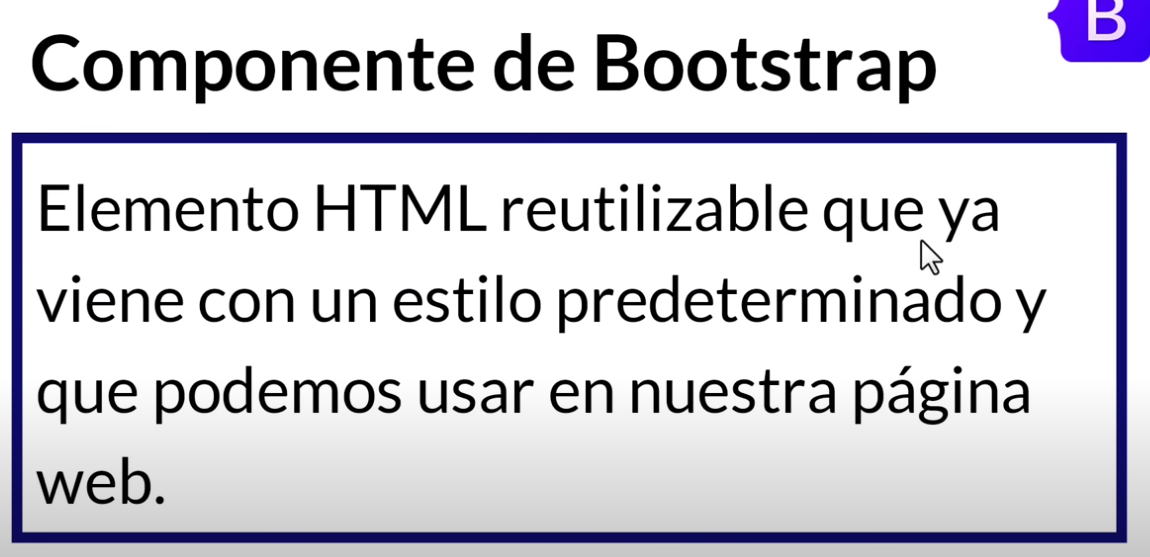 B
Componente de Bootstrap
Elemento HTML reutilizable que ya
viene con un estilo predeterminado y
que podemos usar en nuestra página
web.